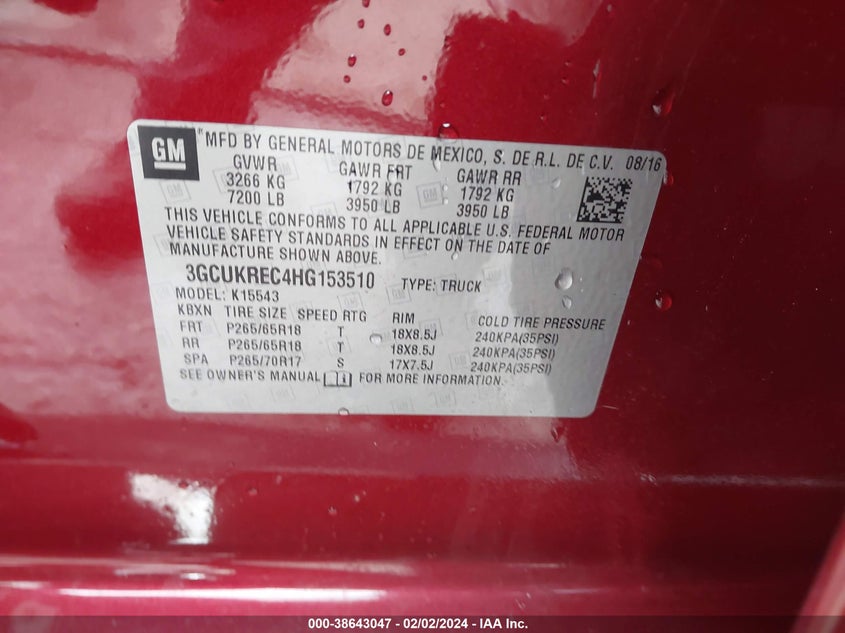 GM
®MFD BY GENERAL MOTORS DE MEXICO, S. DE R.L. DE C.V. 08/16
GVWR GAWR FRT GAWR RR
3266 KG 1792 KG 1792 KG
7200 LB 3950 LB 3950 LB
THIS VEHICLE CONFORMS TO ALL APPLICABLE U.S. FEDERAL MOTOR
VEHICLE SAFETY STANDARDS IN EFFECT ON THE DATE OF
MANUFACTURE SHOWN ABOVE.
3GCUKREC4HG153510 TYPE: TRUCK
MODEL: K15543
KBXN TIRE SIZE SPEED RTG RIM COLD TIRE PRESSURE
FRT P265/65R18 T 18X8.5J 240KPA(35PSI)
RR P265/65R18 T 18X8.5J 240KPA(35PSI)
SPA P265/70R17 S 17X7.5J 240KPA(35PSI)
SEE OWNER'S MANUAL FOR MORE INFORMATION.
000-38643047 - 02/02/2024 - IAA Inc.